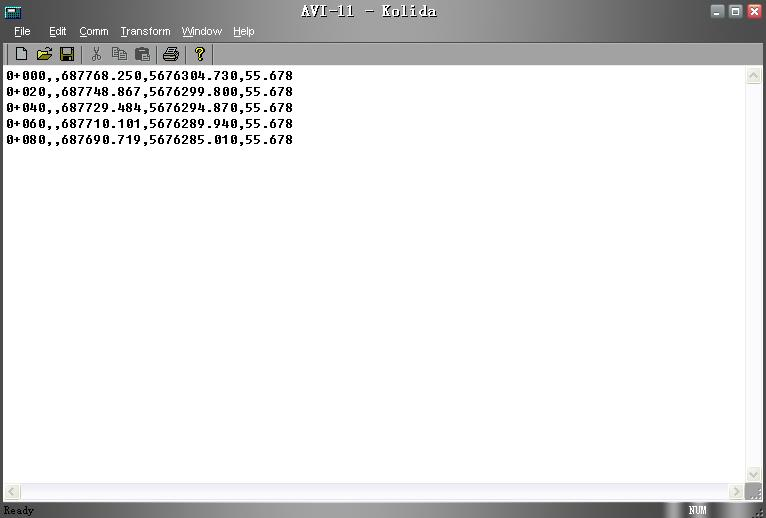 AVI-11 - Kolida
File Edit Comm Transform Window Help
0+000,,687768.250,5676304.730,55.678
0+020,,687748.867,5676299.800,55.678
0+040,,687729.484,5676294.870,55.678
0+060,,687710.101,5676289.940,55.678
0+080,,687690.719,5676285.010,55.678
Ready NUM